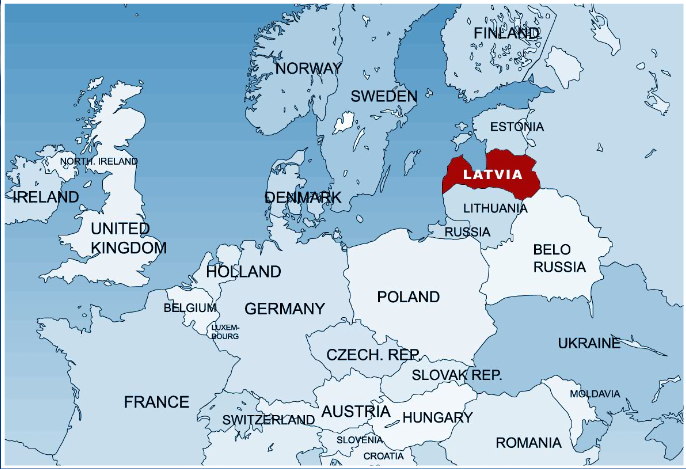 FINLAND
NORWAY
SWEDEN
ESTONIA
NORTH. IRELAND
LATVIA
IRELAND
DENMARK
LITHUANIA
UNITED
KINGDOM
RUSSIA
BELO
RUSSIA
HOLLAND
POLAND
BELGIUM
GERMANY
LUXEM-
BOURG
UKRAINE
CZECH. REP.
SLOVAK REP.
MOLDAVIA
FRANCE
AUSTRIA
HUNGARY
SWITZERLAND
SLOVENIA
ROMANIA
CROATIA